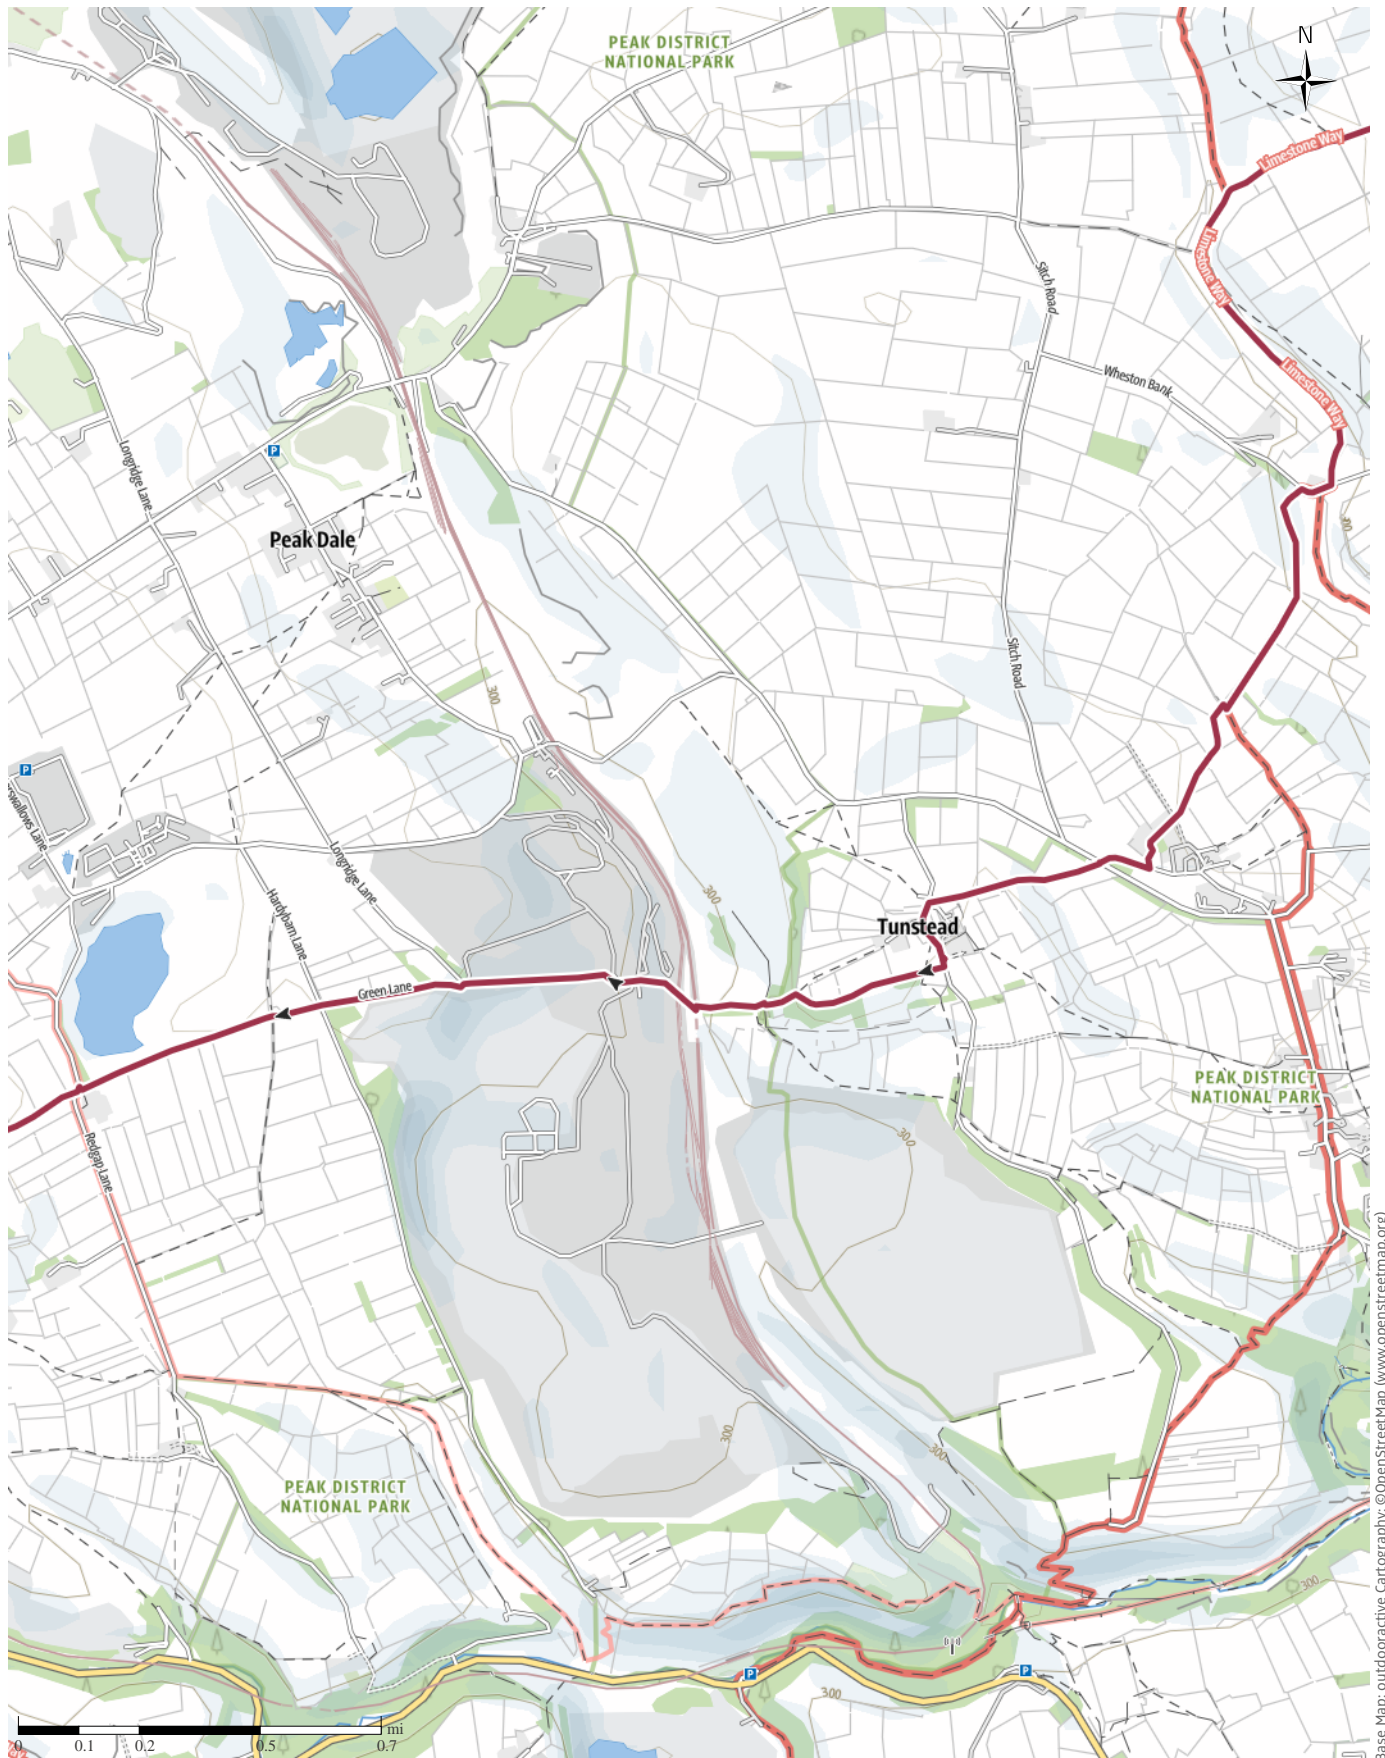 PEAK DISTRICT
NATIONAL PARK
N
Limestone Way
Limestone Way
Sitch Road
Limestone Way
Wheston Bank
Longridge Lane
P
300
Peak Dale
Sitch Road
300
P
Longridge Lane
300
Hardybarn Lane
Tunstead
Green Lane
PEAK DISTRICT
NATIONAL PARK
300
Redgap Lane
300
300
PEAK DISTRICT
NATIONAL PARK
300
P
P
300
mi
0 0.1 0.2 0.5 0.7
ase Map: outdooractive Cartography: ©OpenStreetMap (www.openstreetmap.org)